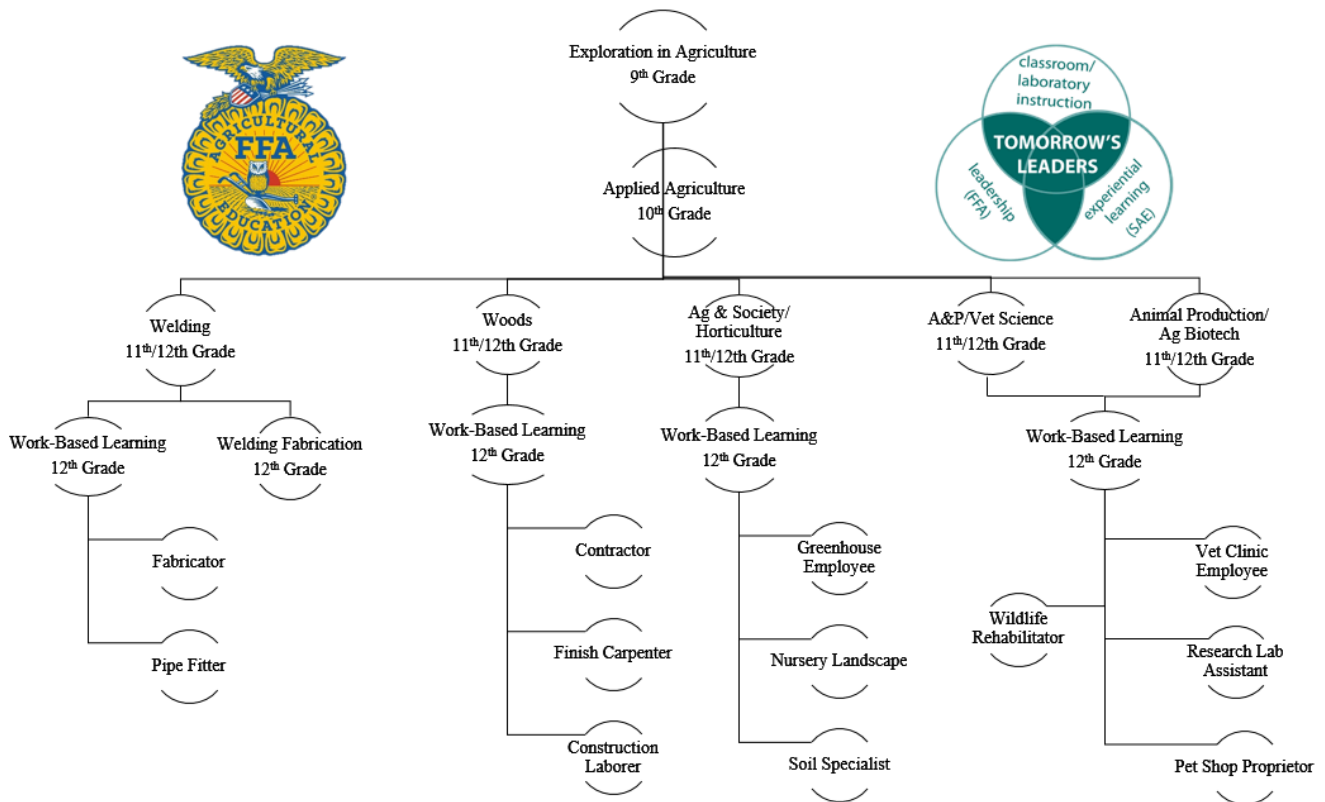 Exploration in Agriculture
9th Grade
AGRICULTURAL
FFA
EDUCATION
classroom/
laboratory
instruction
TOMORROW'S
LEADERS
leadership
(FFA)
experiential
learning
(SAE)
Applied Agriculture
10th Grade
Welding
11th/12th Grade
Woods
11th/12th Grade
Ag & Society/
Horticulture
11th/12th Grade
A&P/Vet Science
11th/12th Grade
Animal Production/
Ag Biotech
11th/12th Grade
Work-Based Learning
12th Grade
Welding Fabrication
12th Grade
Work-Based Learning
12th Grade
Work-Based Learning
12th Grade
Work-Based Learning
12th Grade
Fabricator
Pipe Fitter
Contractor
Finish Carpenter
Construction
Laborer
Greenhouse
Employee
Nursery Landscape
Soil Specialist
Vet Clinic
Employee
Wildlife
Rehabilitator
Research Lab
Assistant
Pet Shop Proprietor